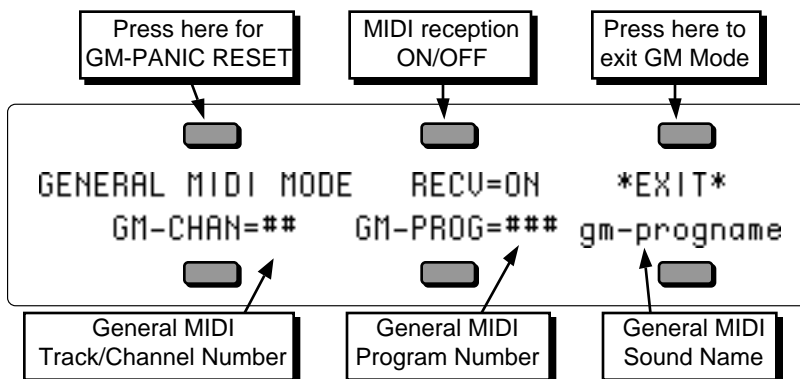 Press here for
GM-PANIC RESET
MIDI reception
ON/OFF
Press here to
exit GM Mode
GENERAL MIDI MODE RECV=ON *EXIT*
GM-CHAN=## GM-PROG=### gm-progname
General MIDI
Track/Channel Number
General MIDI
Program Number
General MIDI
Sound Name